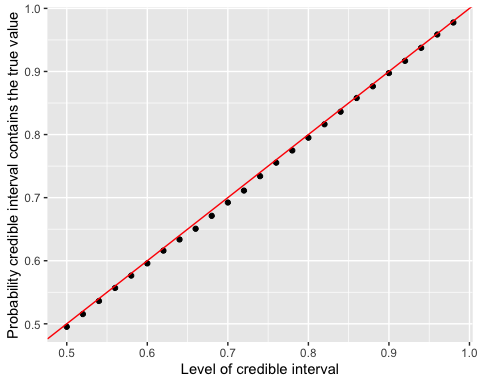 Probability credible interval contains the true value
1.0
0.9
0.8
0.7
0.6
0.5
0.5 0.6 0.7 0.8 0.9 1.0
Level of credible interval